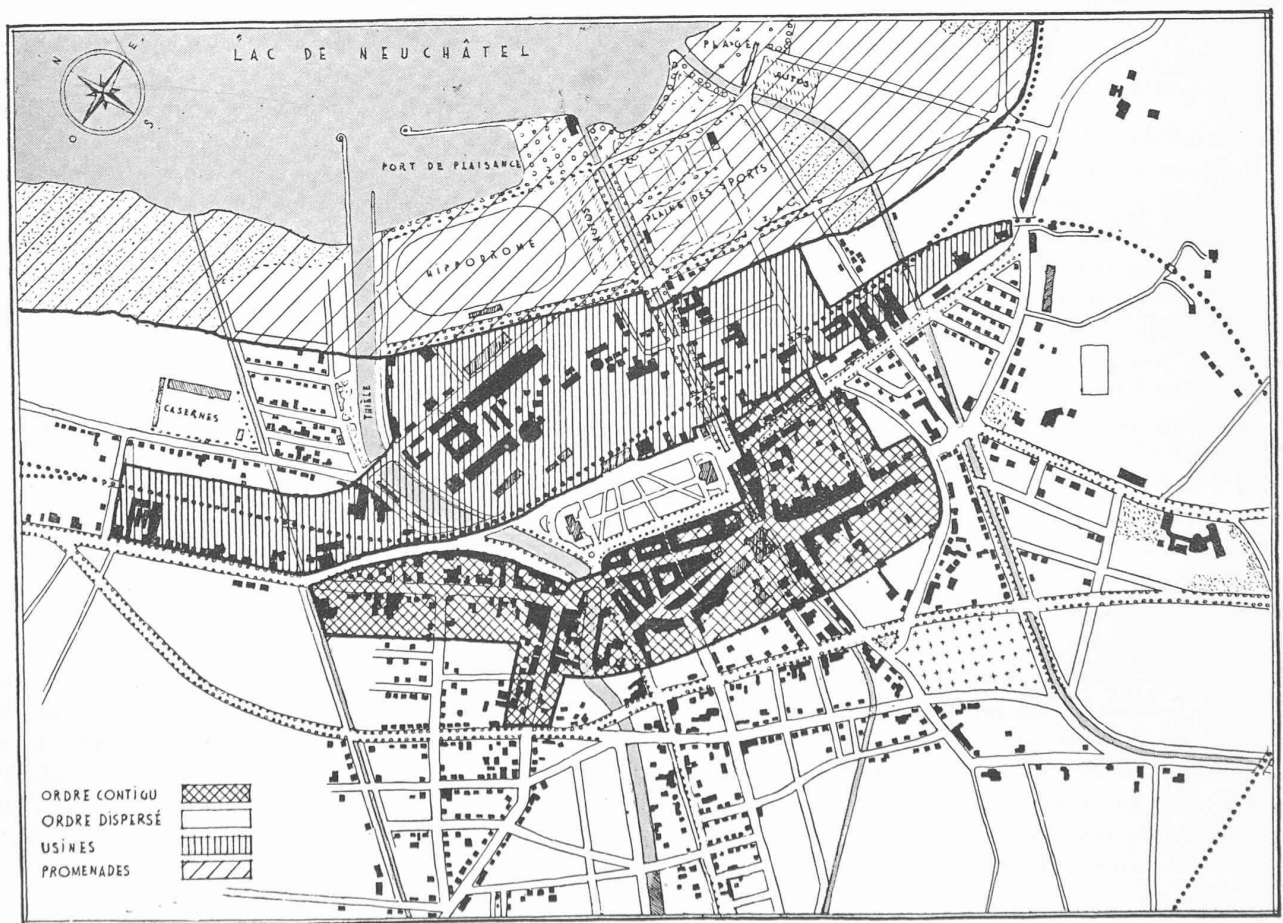 LAC DE NEUCHÂTEL
N
E
S
O
PLAGE
AUTOS
PORT DE PLAISANCE
PLAINE DES SPORTS
HIPPODROME
THIÈLE
CASERNES
ORDRE CONTIGU
ORDRE DISPERSÉ
USINES
PROMENADES